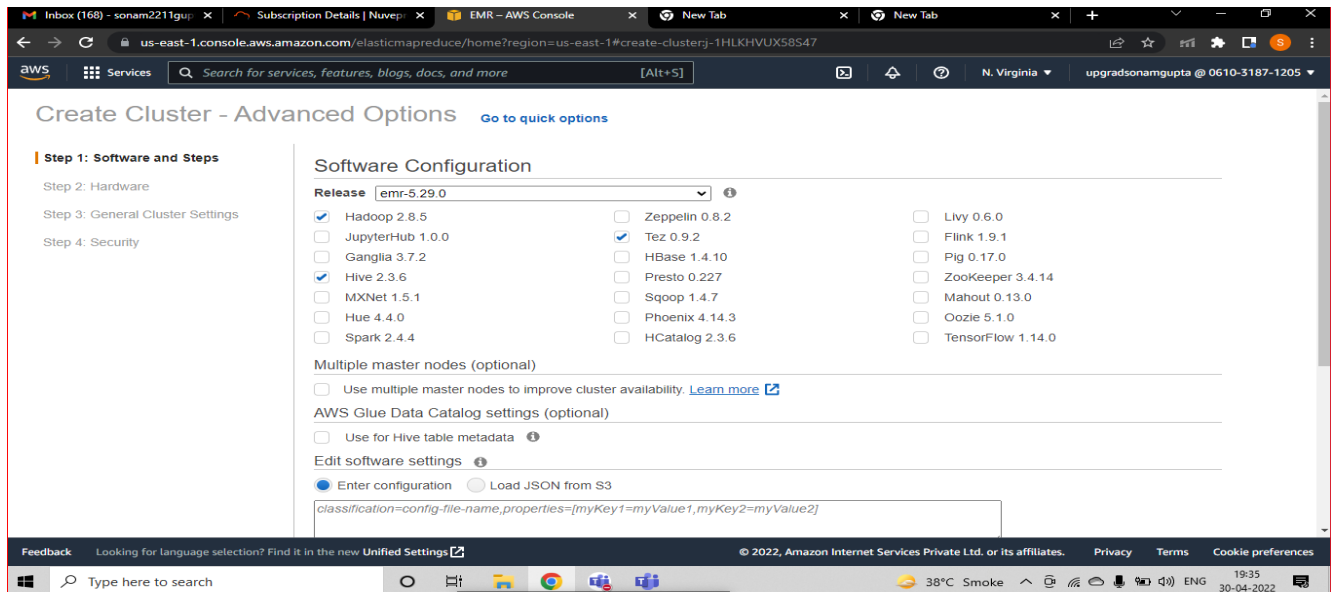 Inbox (168) - sonam2211gup
Subscription Details | Nuvepr
EMR – AWS Console
New Tab
New Tab
us-east-1.console.aws.amazon.com/elasticmapreduce/home?region=us-east-1#create-cluster:j-1HLKHVUX58S47
S
aws
Services
Search for services, features, blogs, docs, and more
[Alt+S]
N. Virginia
upgradsonamgupta @ 0610-3187-1205
Create Cluster - Advanced Options
Go to quick options
Step 1: Software and Steps
Step 2: Hardware
Step 3: General Cluster Settings
Step 4: Security
Software Configuration
Release emr-5.29.0
Hadoop 2.8.5
Zeppelin 0.8.2
Livy 0.6.0
JupyterHub 1.0.0
Tez 0.9.2
Flink 1.9.1
Ganglia 3.7.2
HBase 1.4.10
Pig 0.17.0
Hive 2.3.6
Presto 0.227
ZooKeeper 3.4.14
MXNet 1.5.1
Sqoop 1.4.7
Mahout 0.13.0
Hue 4.4.0
Phoenix 4.14.3
Oozie 5.1.0
Spark 2.4.4
HCatalog 2.3.6
TensorFlow 1.14.0
Multiple master nodes (optional)
Use multiple master nodes to improve cluster availability. Learn more
AWS Glue Data Catalog settings (optional)
Use for Hive table metadata
Edit software settings
Enter configuration
Load JSON from S3
classification=config-file-name,properties=[myKey1=myValue1,myKey2=myValue2]
Feedback
Looking for language selection? Find it in the new Unified Settings
© 2022, Amazon Internet Services Private Ltd. or its affiliates.
Privacy
Terms
Cookie preferences
Type here to search
38°C Smoke
ENG
19:35
30-04-2022